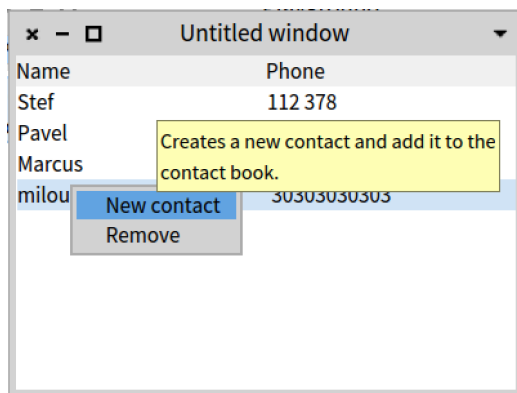 Untitled window
Name Phone
Stef 112 378
Pavel
Creates a new contact and add it to the
contact book.
Marcus
milou 30303030303
New contact
Remove